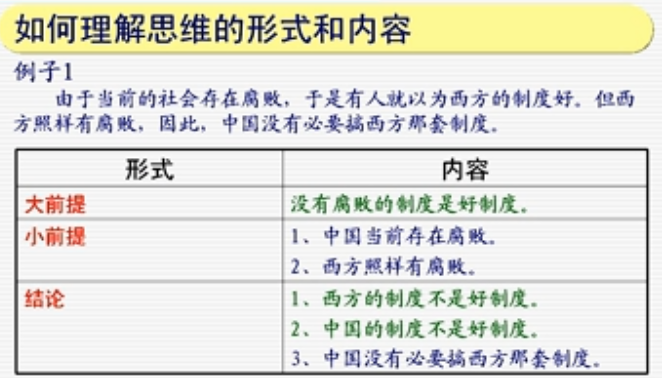 如何理解思维的形式和内容
例子1
由于当前的社会存在腐败，于是有人就以为西方的制度好。但西
方照样有腐败，因此，中国没有必要搞西方那套制度。
形式 内容
大前提 没有腐败的制度是好制度。
小前提 1、中国当前存在腐败。
2、西方照样有腐败。
结论 1、西方的制度不是好制度。
2、中国的制度不是好制度。
3、中国没有必要搞西方那套制度。